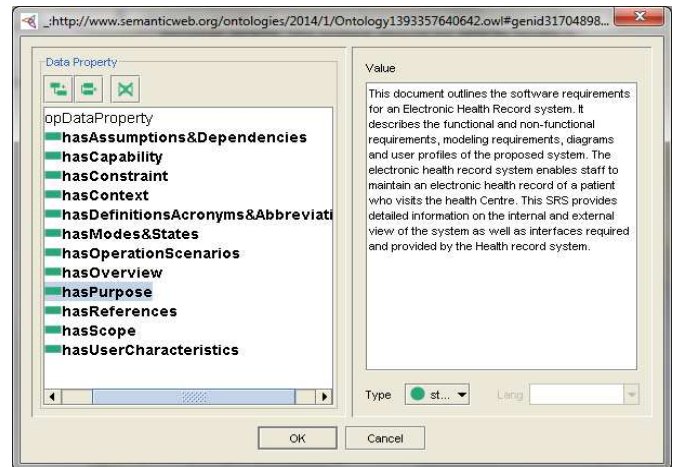 _:http://www.semanticweb.org/ontologies/2014/1/Ontology1393357640642.owl#genid31704898...
Data Property
opDataProperty
hasAssumptions&Dependencies
hasCapability
hasConstraint
hasContext
hasDefinitionsAcronyms&Abbreviati
hasModes&States
hasOperationScenarios
hasOverview
hasPurpose
hasReferences
hasScope
hasUserCharacteristics
Value
This document outlines the software requirements
for an Electronic Health Record system. It
describes the functional and non-functional
requirements, modeling requirements, diagrams
and user profiles of the proposed system. The
electronic health record system enables staff to
maintain an electronic health record of a patient
who visits the health Centre. This SRS provides
detailed information on the internal and external
view of the system as well as interfaces required
and provided by the Health record system.
Type st... Lang
OK Cancel